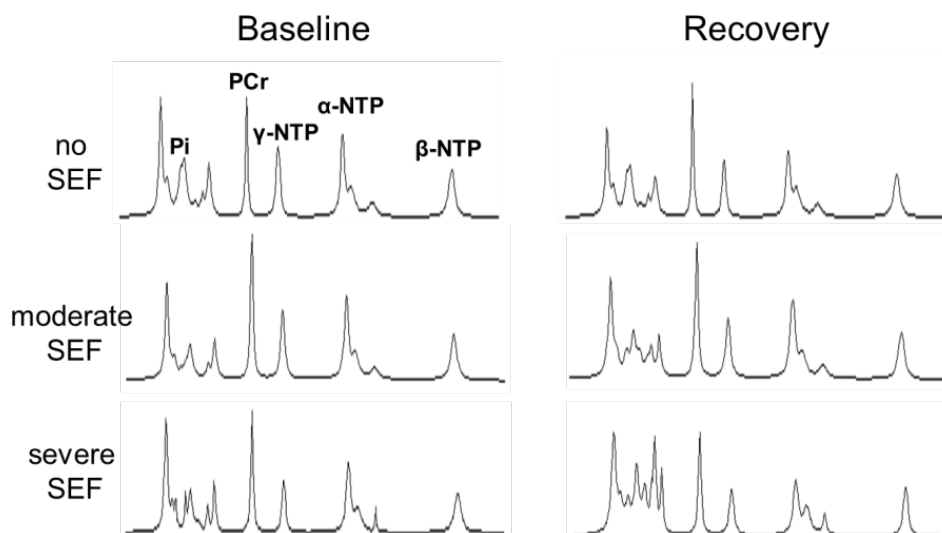 Baseline
Recovery
no
SEF
Pi
PCr
γ-NTP
α-NTP
β-NTP
moderate
SEF
severe
SEF